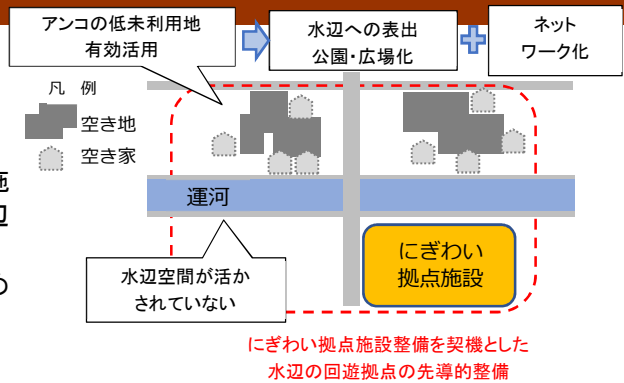 アンコの低未利用地
有効活用
水辺への表出
公園・広場化
ネット
ワーク化
凡 例
空き地
空き家
施
辺
の
運河
水辺空間が活か
されていない
にぎわい
拠点施設
にぎわい拠点施設整備を契機とした
水辺の回遊拠点の先導的整備